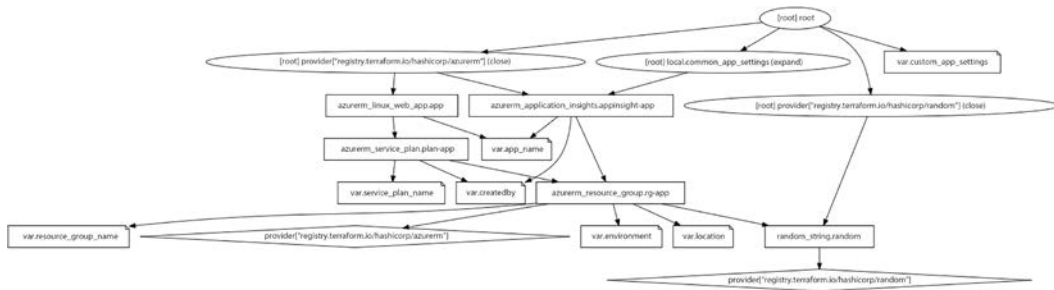 [root] root
[root] provider["registry.terraform.io/hashicorp/azurerm"] (close)
[root] local.common_app_settings (expand)
var.custom_app_settings
azurerm_linux_web_app.app
azurerm_application_insights.appinsight-app
[root] provider["registry.terraform.io/hashicorp/random"] (close)
azurerm_service_plan.plan-app
var.app_name
var.service_plan_name
var.createdby
azurerm_resource_group.rg-app
var.resource_group_name
provider["registry.terraform.io/hashicorp/azurerm"]
var.environment
var.location
random_string.random
provider["registry.terraform.io/hashicorp/random"]